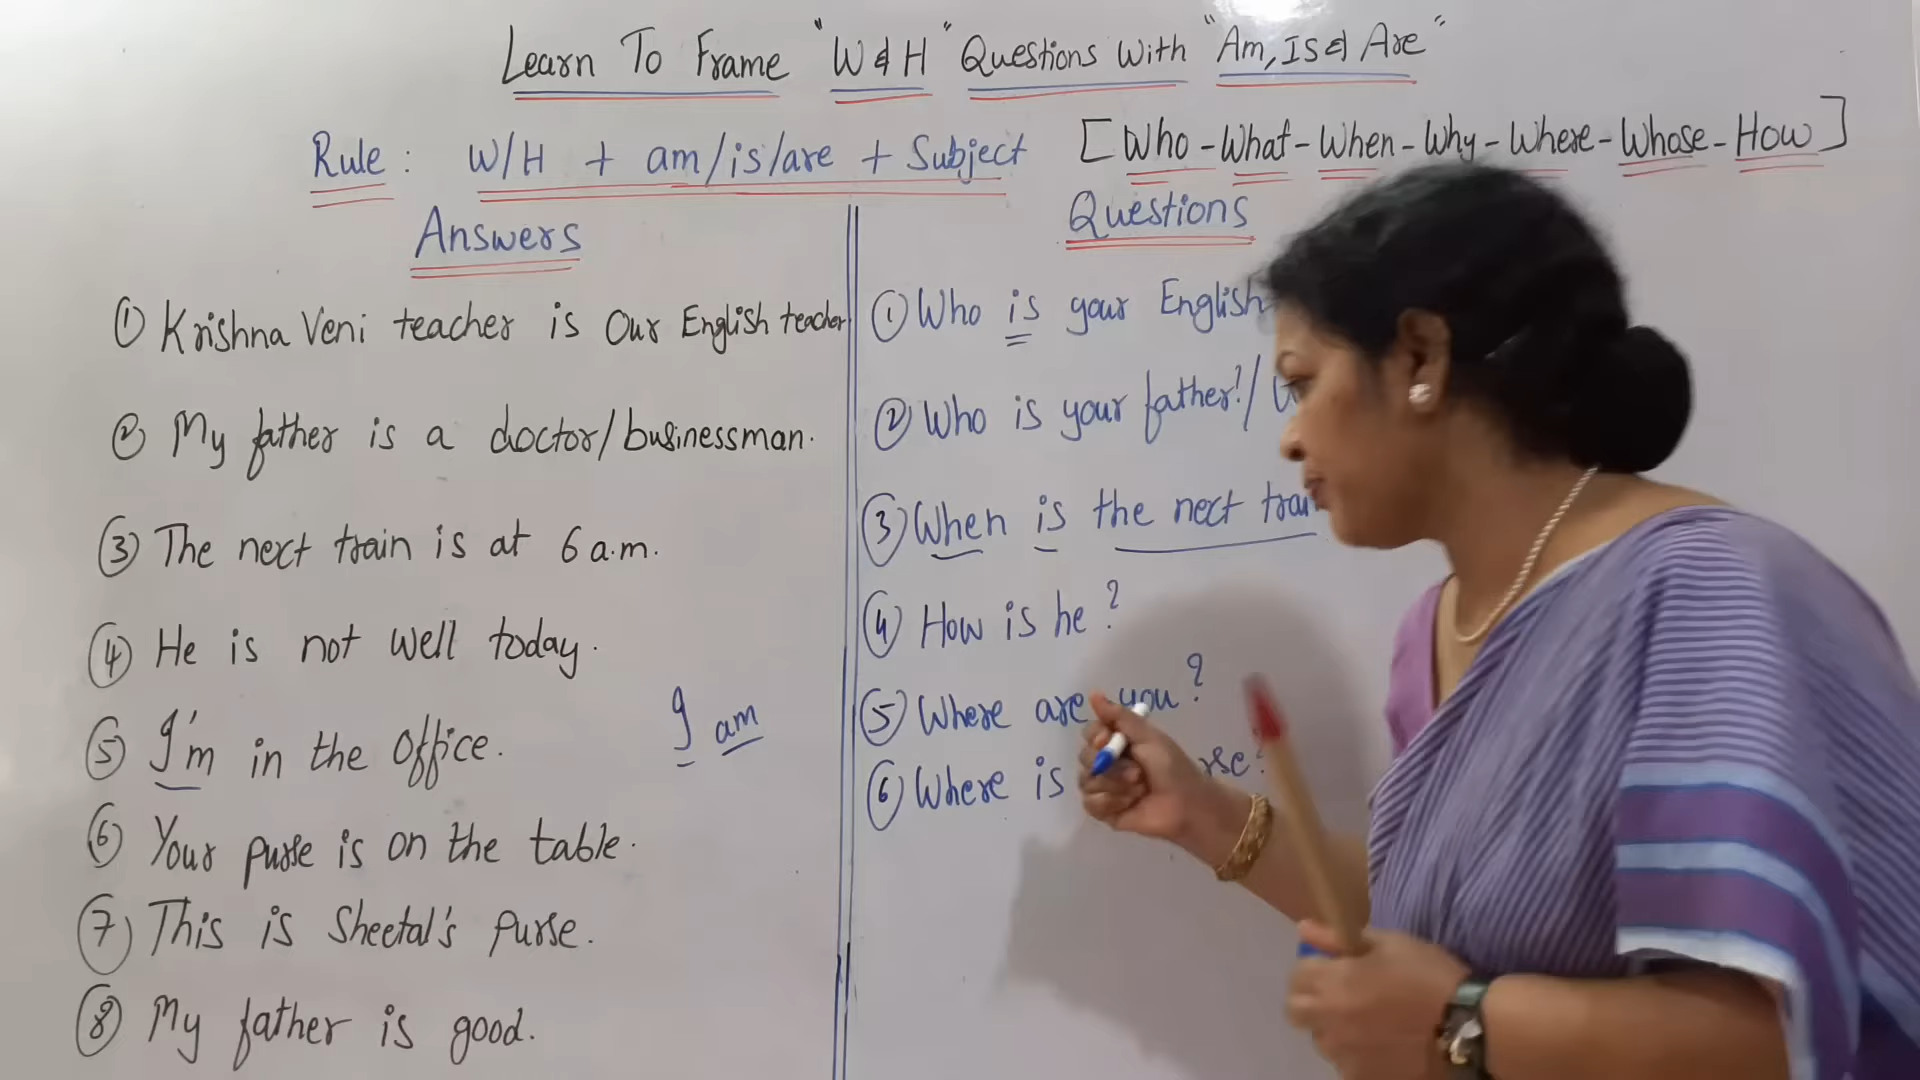 Learn To Frame "W & H" Questions With "Am, Is & Are"
Rule : W/H + am/is/are + Subject
[Who - What - When - Why - Where - Whose - How]
Answers
① Krishna Veni teacher is Our English teacher
② My father is a doctor/businessman.
③ The next train is at 6 a.m.
④ He is not well today.
⑤ I'm in the Office.
I am
⑥ Your purse is on the table.
⑦ This is Sheetal's purse.
⑧ My father is good.
Questions
① Who is your English
② Who is your father? /
③ When is the next train
④ How is he?
⑤ Where are you?
⑥ Where is